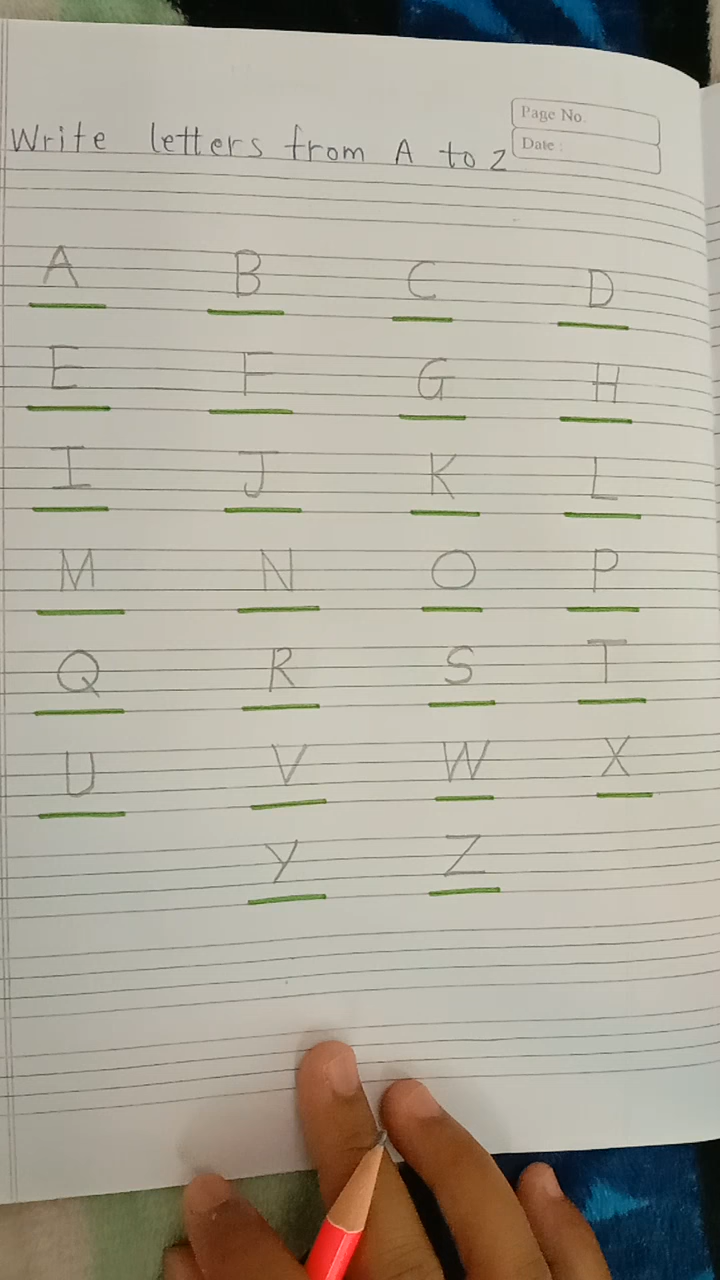 Page No.
Date :
Write letters from A to Z
A B C D
E F G H
I J K L
M N O P
Q R S T
U V W X
Y Z